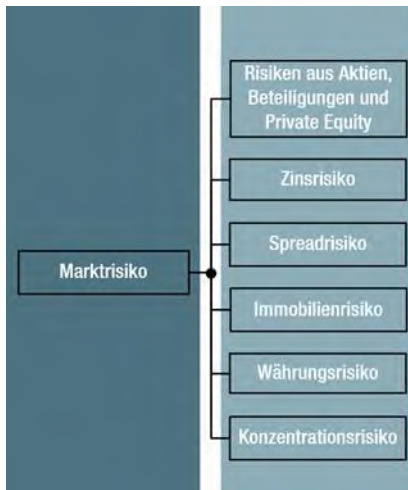 Marktrisiko
Risiken aus Aktien,
Beteiligungen und
Private Equity
Zinsrisiko
Spreadrisiko
Immobilienrisiko
Währungsrisiko
Konzentrationsrisiko